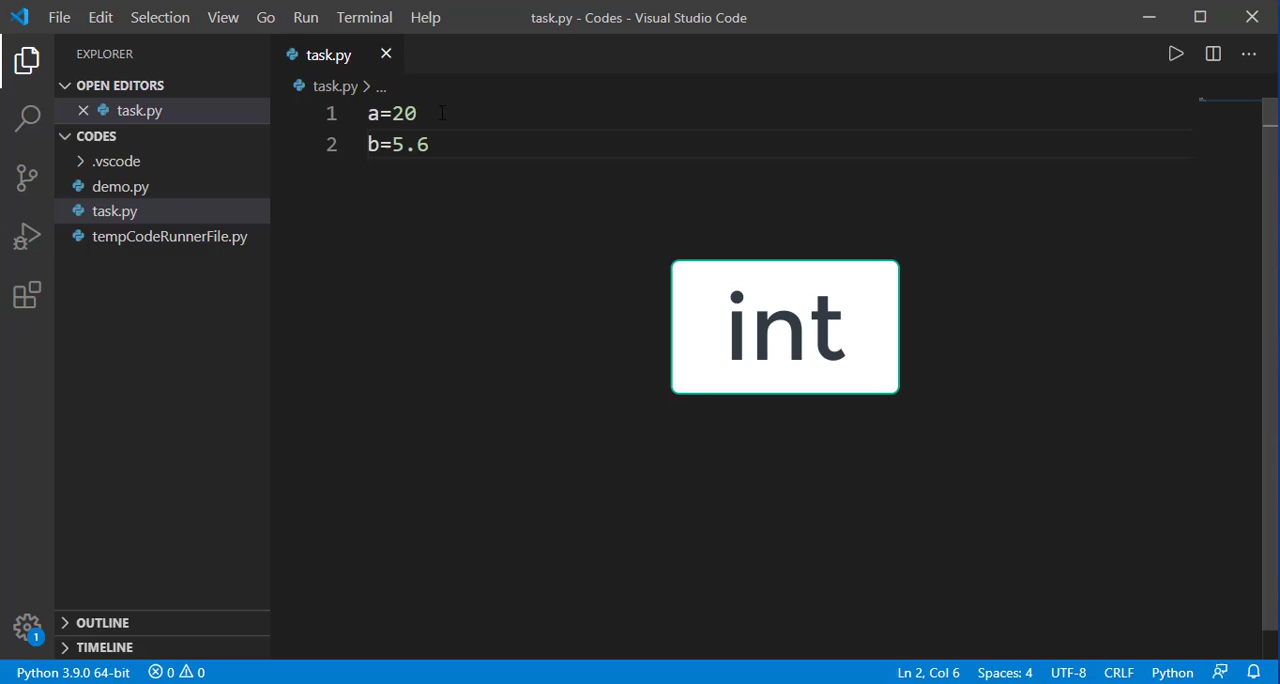 File Edit Selection View Go Run Terminal Help task.py - Codes - Visual Studio Code
EXPLORER
task.py
OPEN EDITORS
task.py
task.py > ...
CODES
.vscode
demo.py
task.py
tempCodeRunnerFile.py
1 a=20
2 b=5.6
int
OUTLINE
TIMELINE
1
Python 3.9.0 64-bit 0 0 Ln 2, Col 6 Spaces: 4 UTF-8 CRLF Python